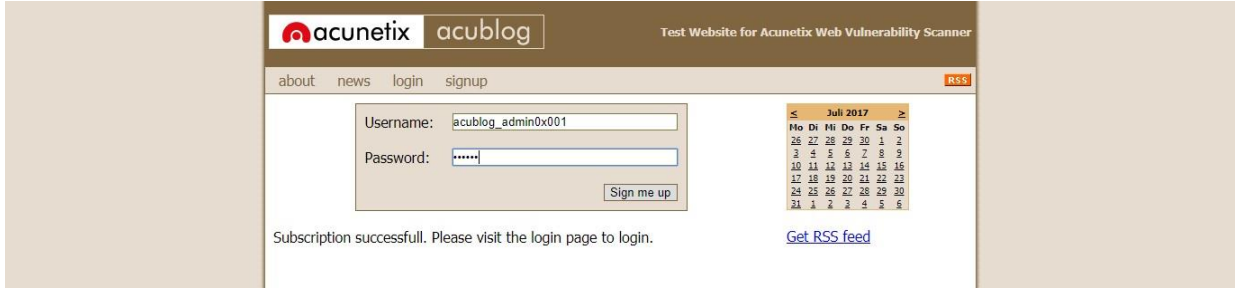 acunetix acublog
Test Website for Acunetix Web Vulnerability Scanner
about news login signup
RSS
Username: acublog_admin0x001
Password: ••••••
Sign me up
Subscription successfull. Please visit the login page to login.
< Juli 2017 >
Mo Di Mi Do Fr Sa So
26 27 28 29 30 1 2
3 4 5 6 7 8 9
10 11 12 13 14 15 16
17 18 19 20 21 22 23
24 25 26 27 28 29 30
31 1 2 3 4 5 6
Get RSS feed